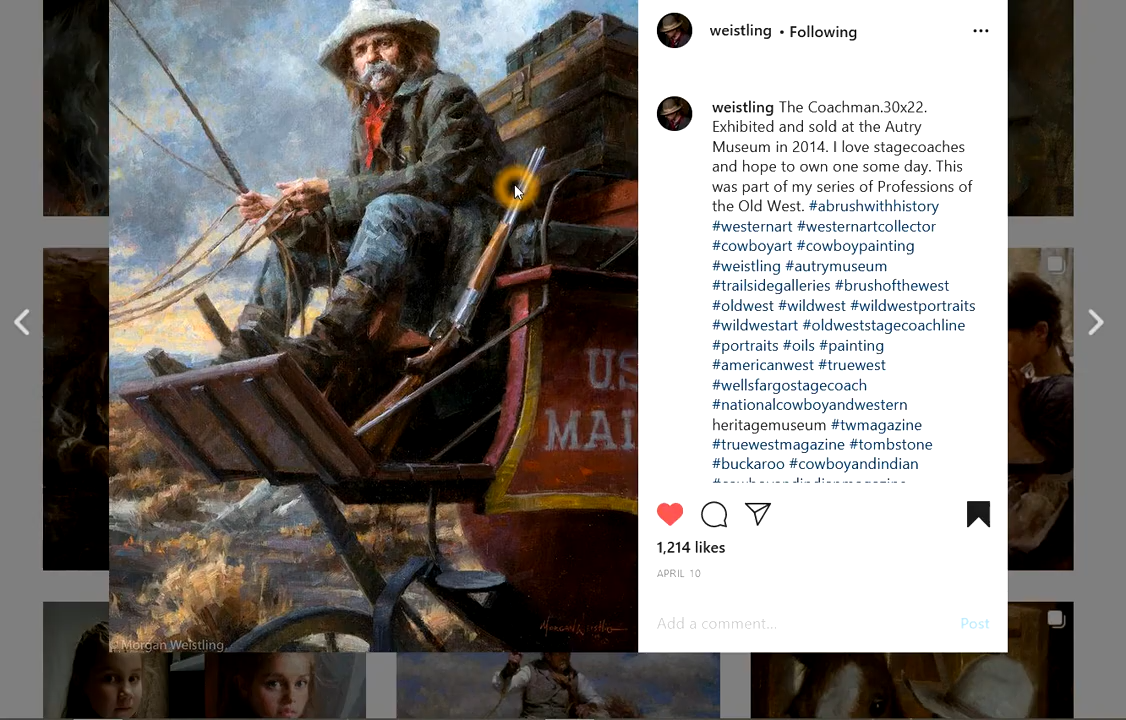 weistling • Following
weistling The Coachman.30x22.
Exhibited and sold at the Autry
Museum in 2014. I love stagecoaches
and hope to own one some day. This
was part of my series of Professions of
the Old West. #abrushwithhistory
#westernart #westernartcollector
#cowboyart #cowboypainting
#weistling #autrymuseum
#trailsidegalleries #brushofthewest
#oldwest #wildwest #wildwestportraits
#wildwestart #oldweststagecoachline
#portraits #oils #painting
#americanwest #truewest
#wellsfargostagecoach
#nationalcowboyandwestern
heritagemuseum #twmagazine
#truewestmagazine #tombstone
#buckaroo #cowboyandindian
1,214 likes
APRIL 10
Add a comment... Post
US
MAI
© Morgan Weistling